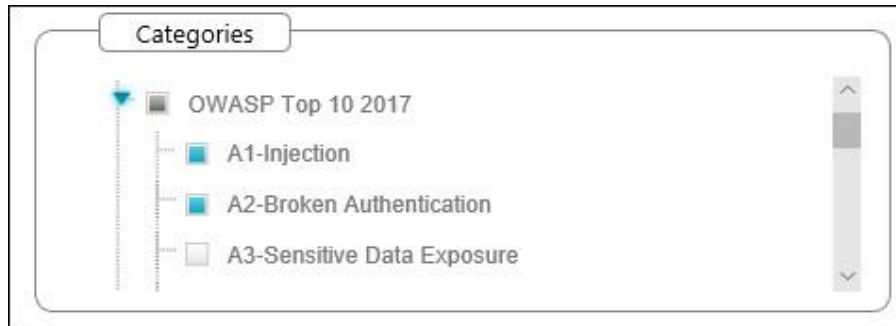 Categories
OWASP Top 10 2017
A1-Injection
A2-Broken Authentication
A3-Sensitive Data Exposure